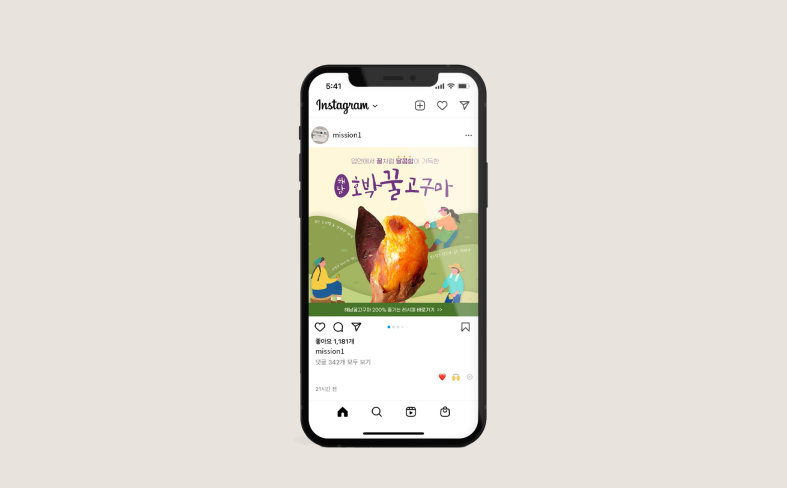 5:41
Instagram
mission1
입안에서 꿀처럼 달콤함이 가득한
해남 호박꿀고구마
해남꿀고구마 200% 즐기는 레시피 바로가기 >>
좋아요 1,181개
mission1
댓글 342개 모두 보기
21시간 전